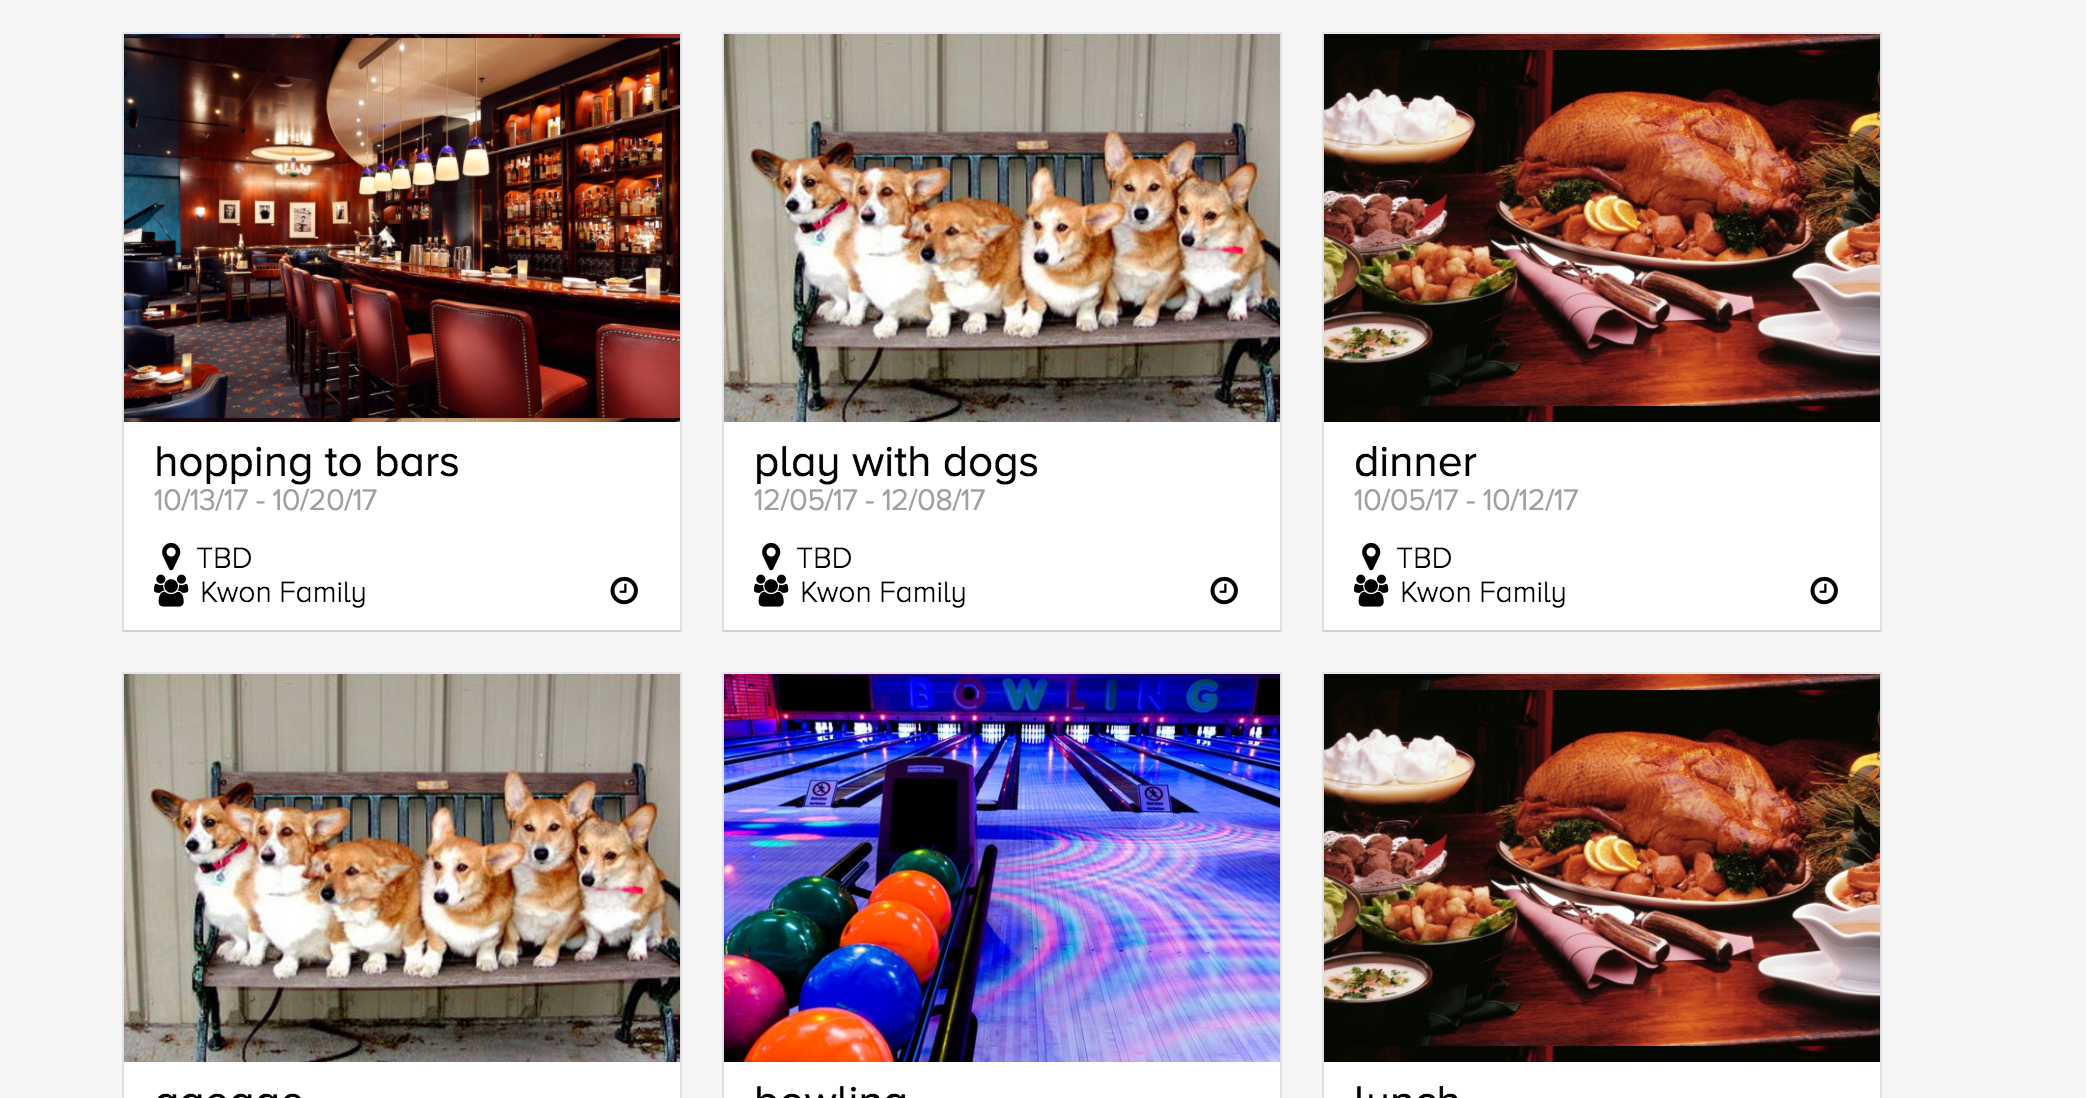 hopping to bars
10/13/17 - 10/20/17
TBD
Kwon Family
play with dogs
12/05/17 - 12/08/17
TBD
Kwon Family
dinner
10/05/17 - 10/12/17
TBD
Kwon Family
BOWLING
bowling
lunch